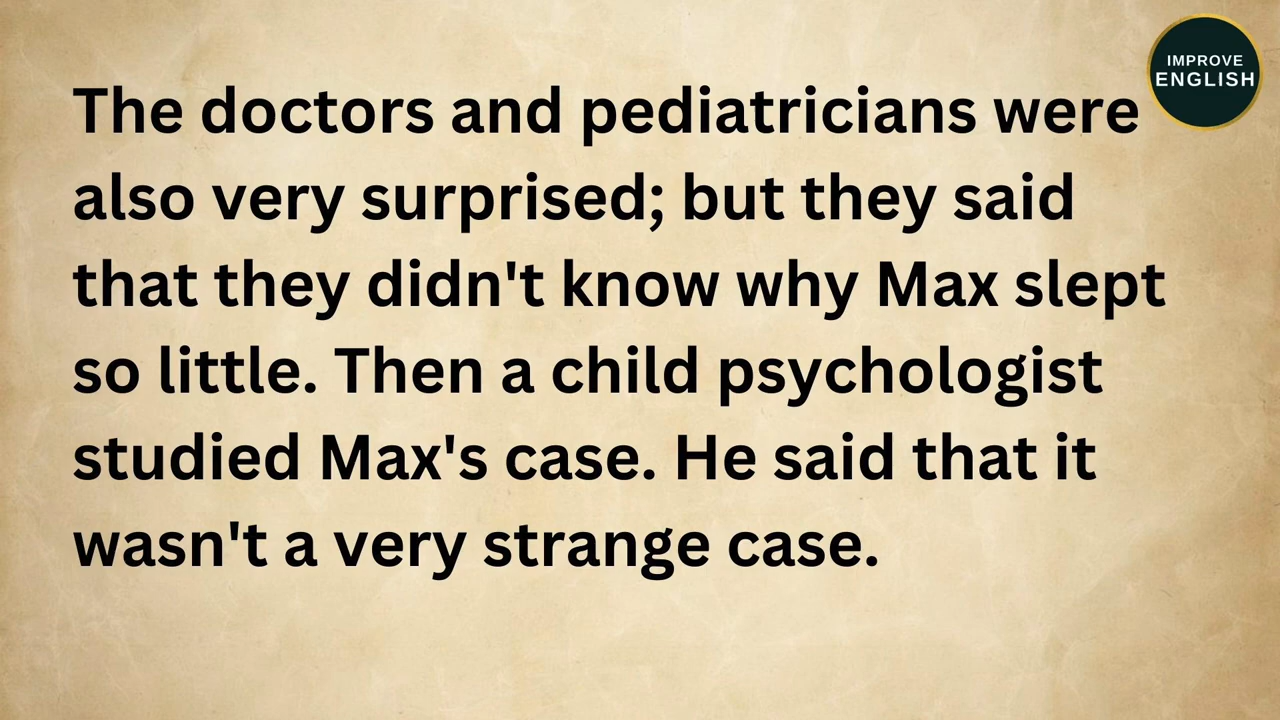 IMPROVE
ENGLISH
The doctors and pediatricians were
also very surprised; but they said
that they didn't know why Max slept
so little. Then a child psychologist
studied Max's case. He said that it
wasn't a very strange case.